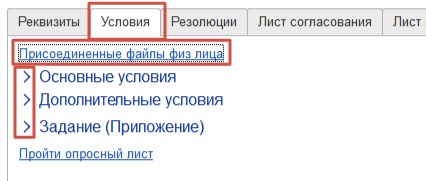 Реквизиты Условия Резолюции Лист согласования Лист
Присоединенные файлы физ лица
Основные условия
Дополнительные условия
Задание (Приложение)
Пройти опросный лист